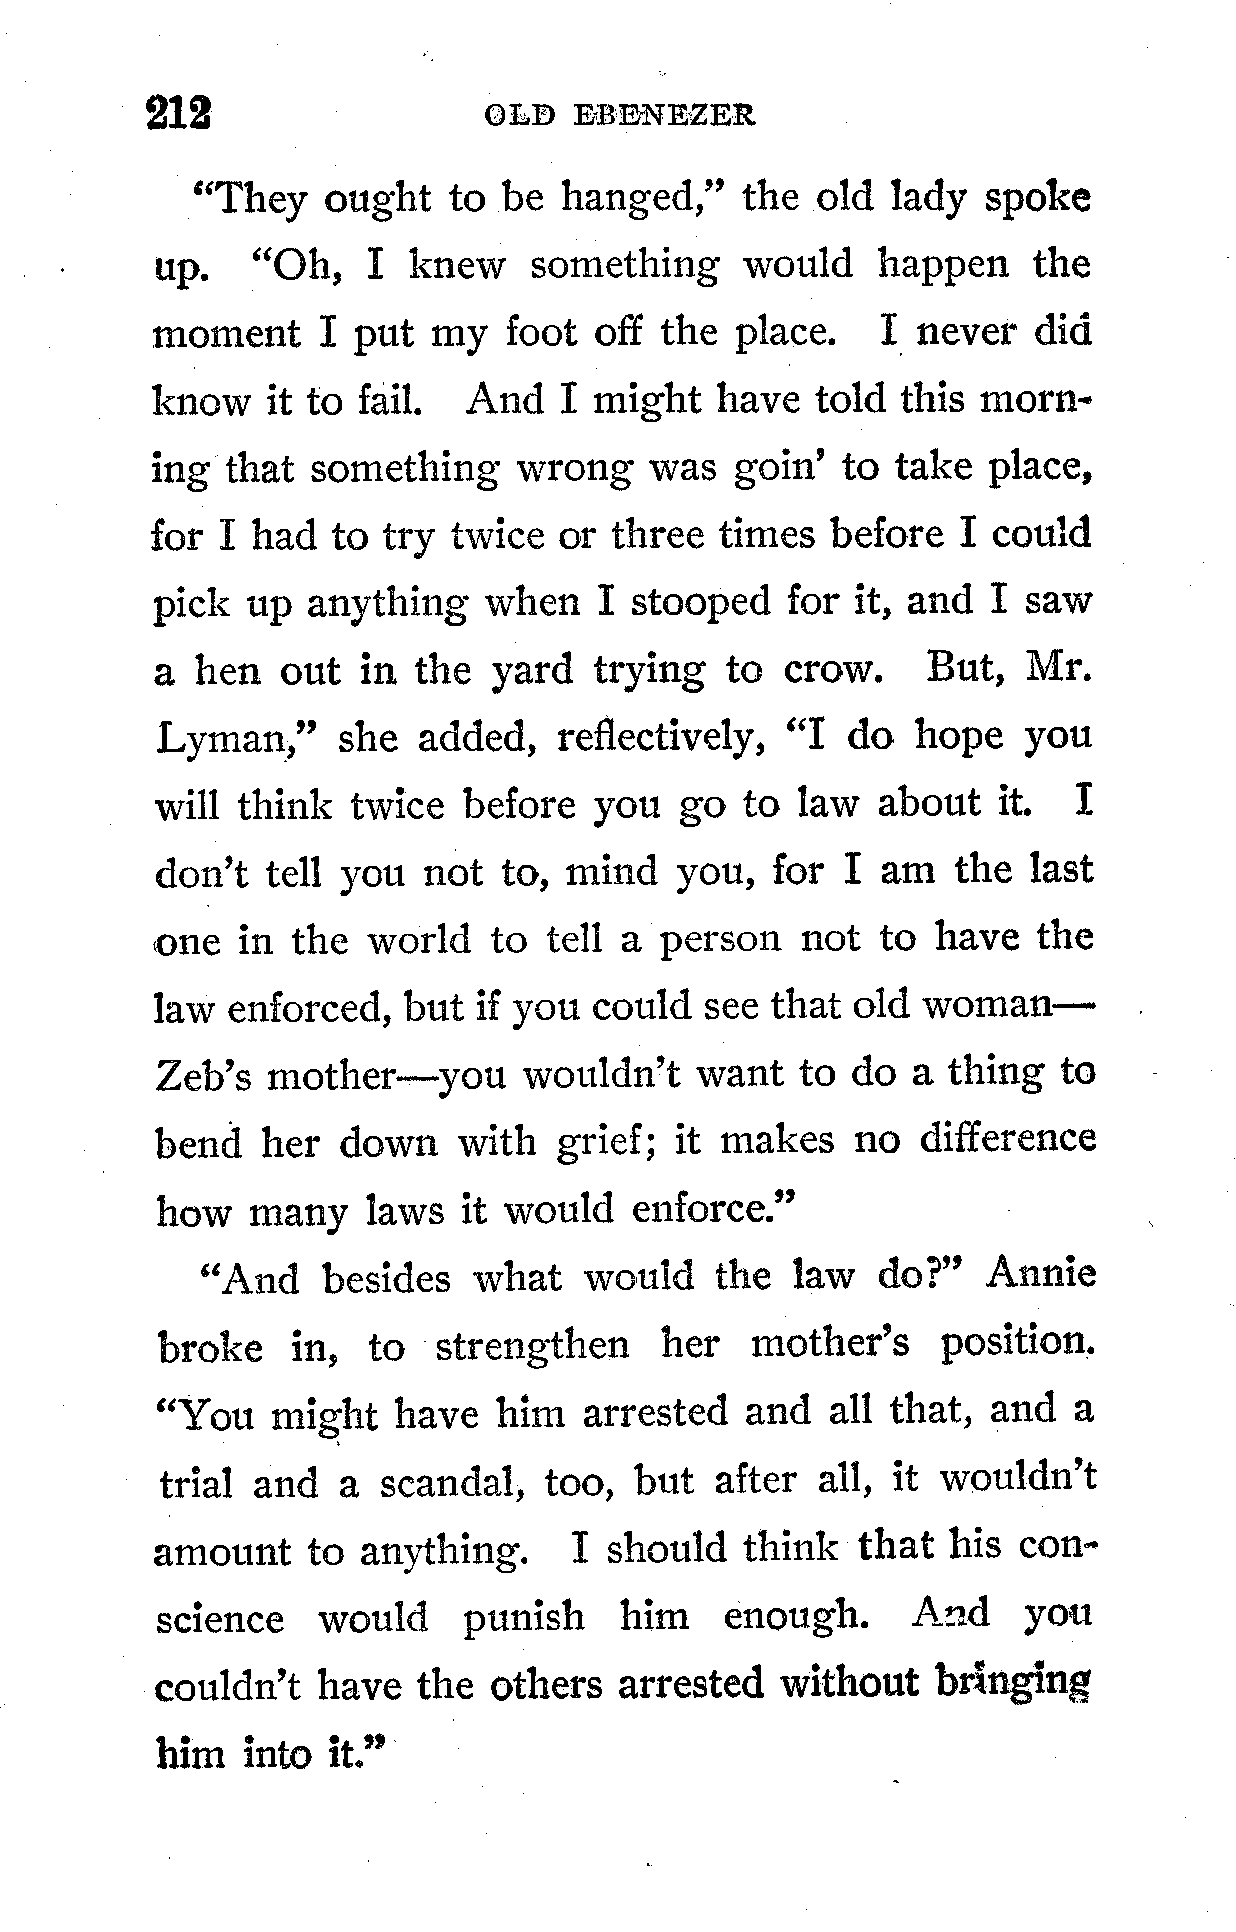 212 OLD EBENEZER
“They ought to be hanged,” the old lady spoke
up. “Oh, I knew something would happen the
moment I put my foot off the place. I never did
know it to fail. And I might have told this morn-
ing that something wrong was goin’ to take place,
for I had to try twice or three times before I could
pick up anything when I stooped for it, and I saw
a hen out in the yard trying to crow. But, Mr.
Lyman,” she added, reflectively, “I do hope you
will think twice before you go to law about it. I
don’t tell you not to, mind you, for I am the last
one in the world to tell a person not to have the
law enforced, but if you could see that old woman—
Zeb’s mother—you wouldn’t want to do a thing to
bend her down with grief; it makes no difference
how many laws it would enforce.”
“And besides what would the law do?” Annie
broke in, to strengthen her mother’s position.
“You might have him arrested and all that, and a
trial and a scandal, too, but after all, it wouldn’t
amount to anything. I should think that his con-
science would punish him enough. And you
couldn’t have the others arrested without bringing
him into it.”